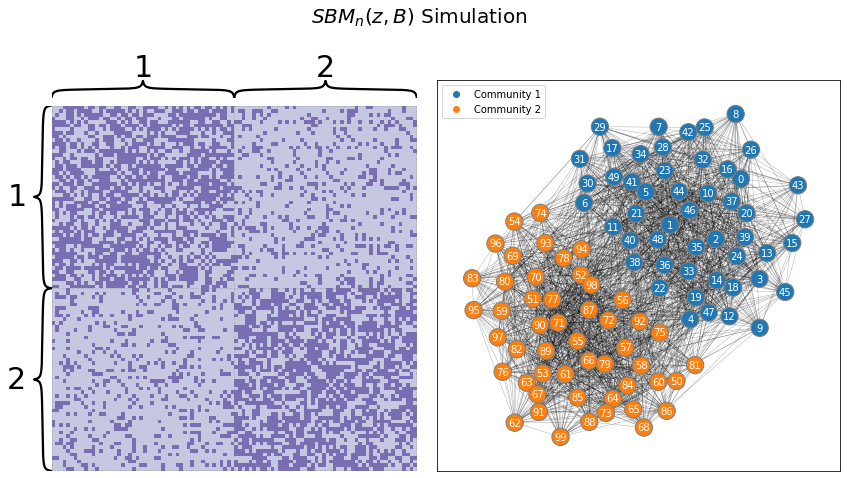 SBMₙ(z, B) Simulation
1 2
1
2
Community 1
Community 2
8
29 7 42 25
17 34 28 26
31 32
23 16
49 41 0
30 5 44 10 43
6 37
74 21 46 20
54 11 1 27
96 93 40 48 2 39 15
69 78 94 35 24 13
38 36
83 80 70 52 98 33 14 3
51 77 56 22 19 18 45
95 59 87 47 12
90 71 72 92 4 9
97 55 75
82 89 57
66 79 58 81
76 53 61
63 84 60 50
67 85 64
91 73 65 86
62 88 68
99